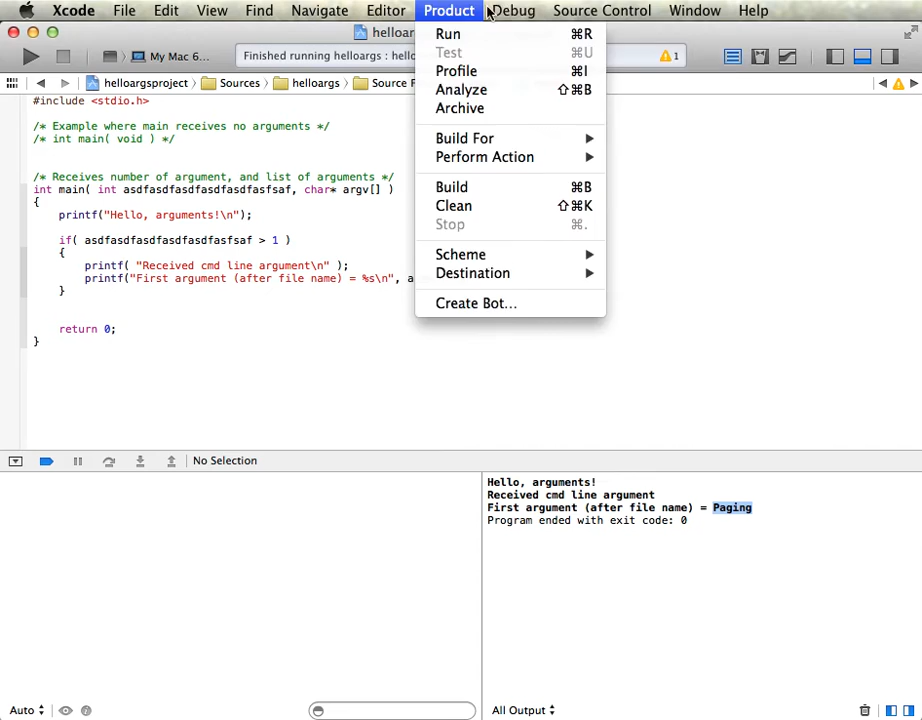 Xcode File Edit View Find Navigate Editor Product Debug Source Control Window Help
Finished running helloargs :
1
helloargsproject Sources helloargs
Run ⌘R
Test ⌘U
Profile ⌘I
Analyze ⇧⌘B
Archive
Build For
Perform Action
Build ⌘B
Clean ⇧⌘K
Stop ⌘.
Scheme
Destination
Create Bot...
My Mac 6...
Source
#include <stdio.h>
/* Example where main receives no arguments */
/* int main( void ) */
/* Receives number of argument, and list of arguments */
int main( int asdfasdfasdfasdfasdfasfsaf, char* argv[] )
{
printf("Hello, arguments!\n");
if( asdfasdfasdfasdfasdfasfsaf > 1 )
{
printf( "Received cmd line argument\n" );
printf("First argument (after file name) = %s\n",
}
return 0;
}
No Selection
Hello, arguments!
Received cmd line argument
First argument (after file name) = Paging
Program ended with exit code: 0
Auto
All Output